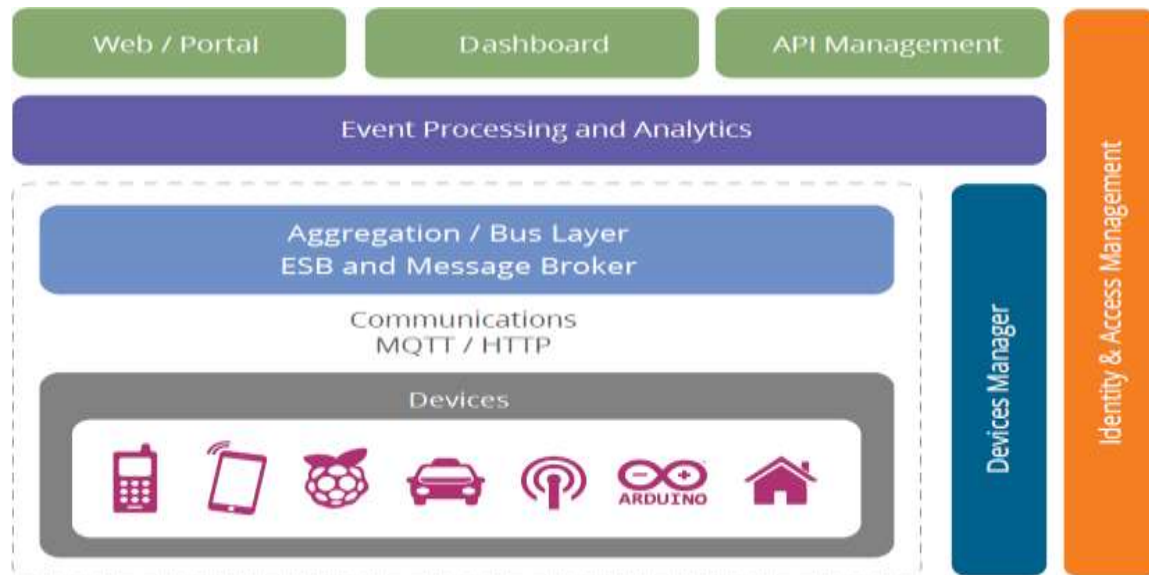 Web / Portal
Dashboard
API Management
Event Processing and Analytics
Aggregation / Bus Layer
ESB and Message Broker
Communications
MQTT / HTTP
Devices
ARDUINO
Devices Manager
Identity & Access Management